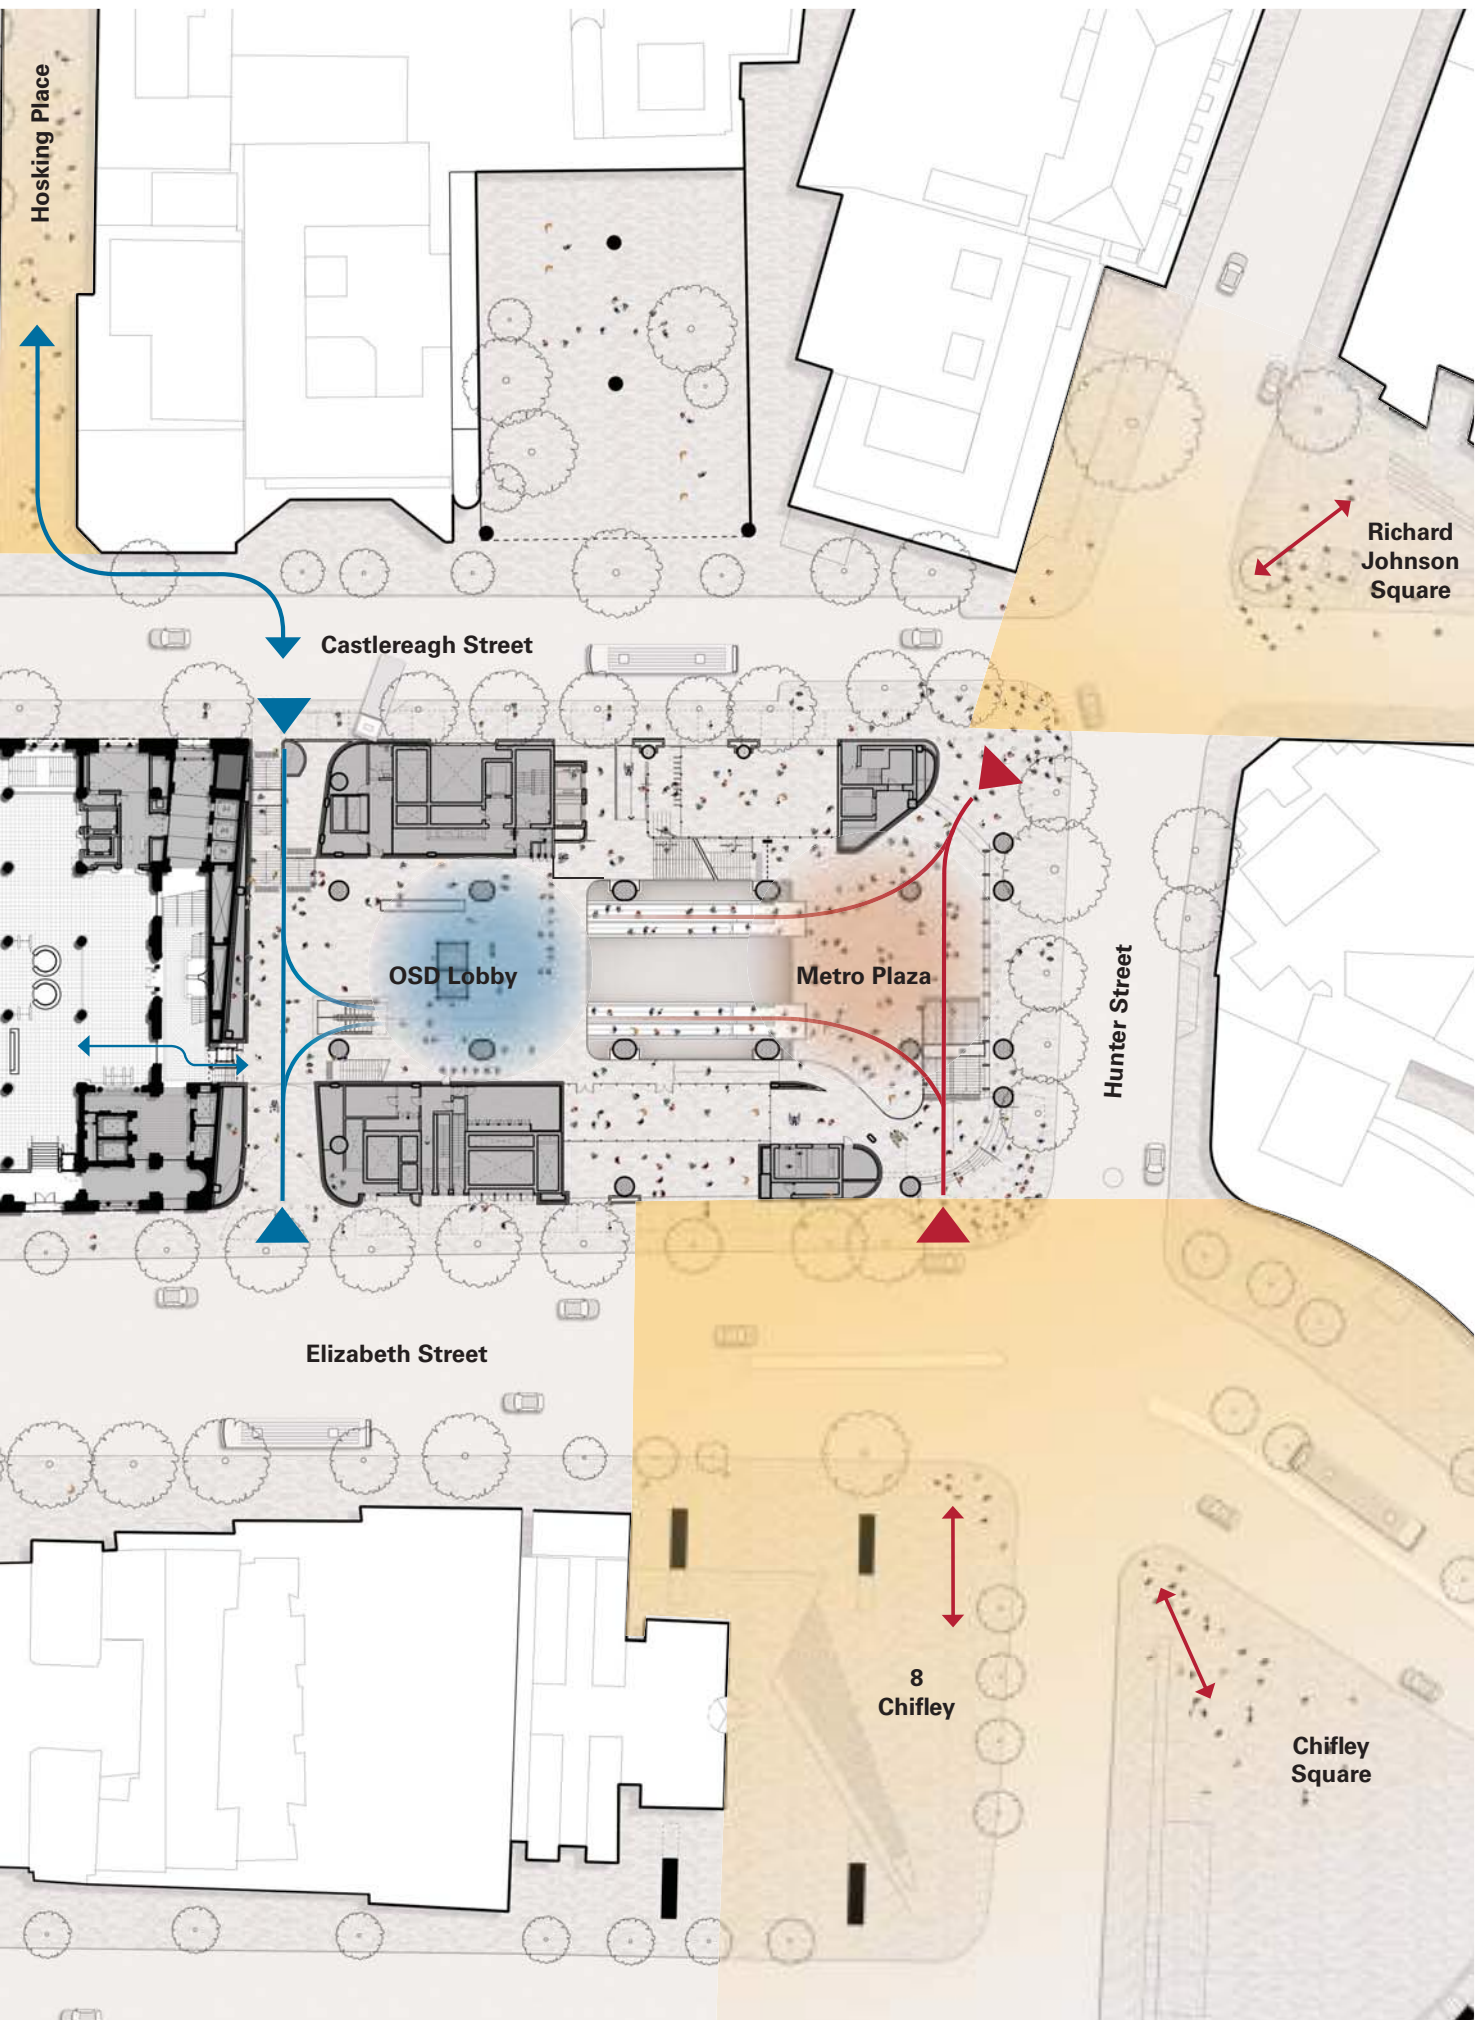 Hosking Place
Richard
Johnson
Square
Castlereagh Street
OSD Lobby
Metro Plaza
Hunter Street
Elizabeth Street
8
Chifley
Chifley
Square